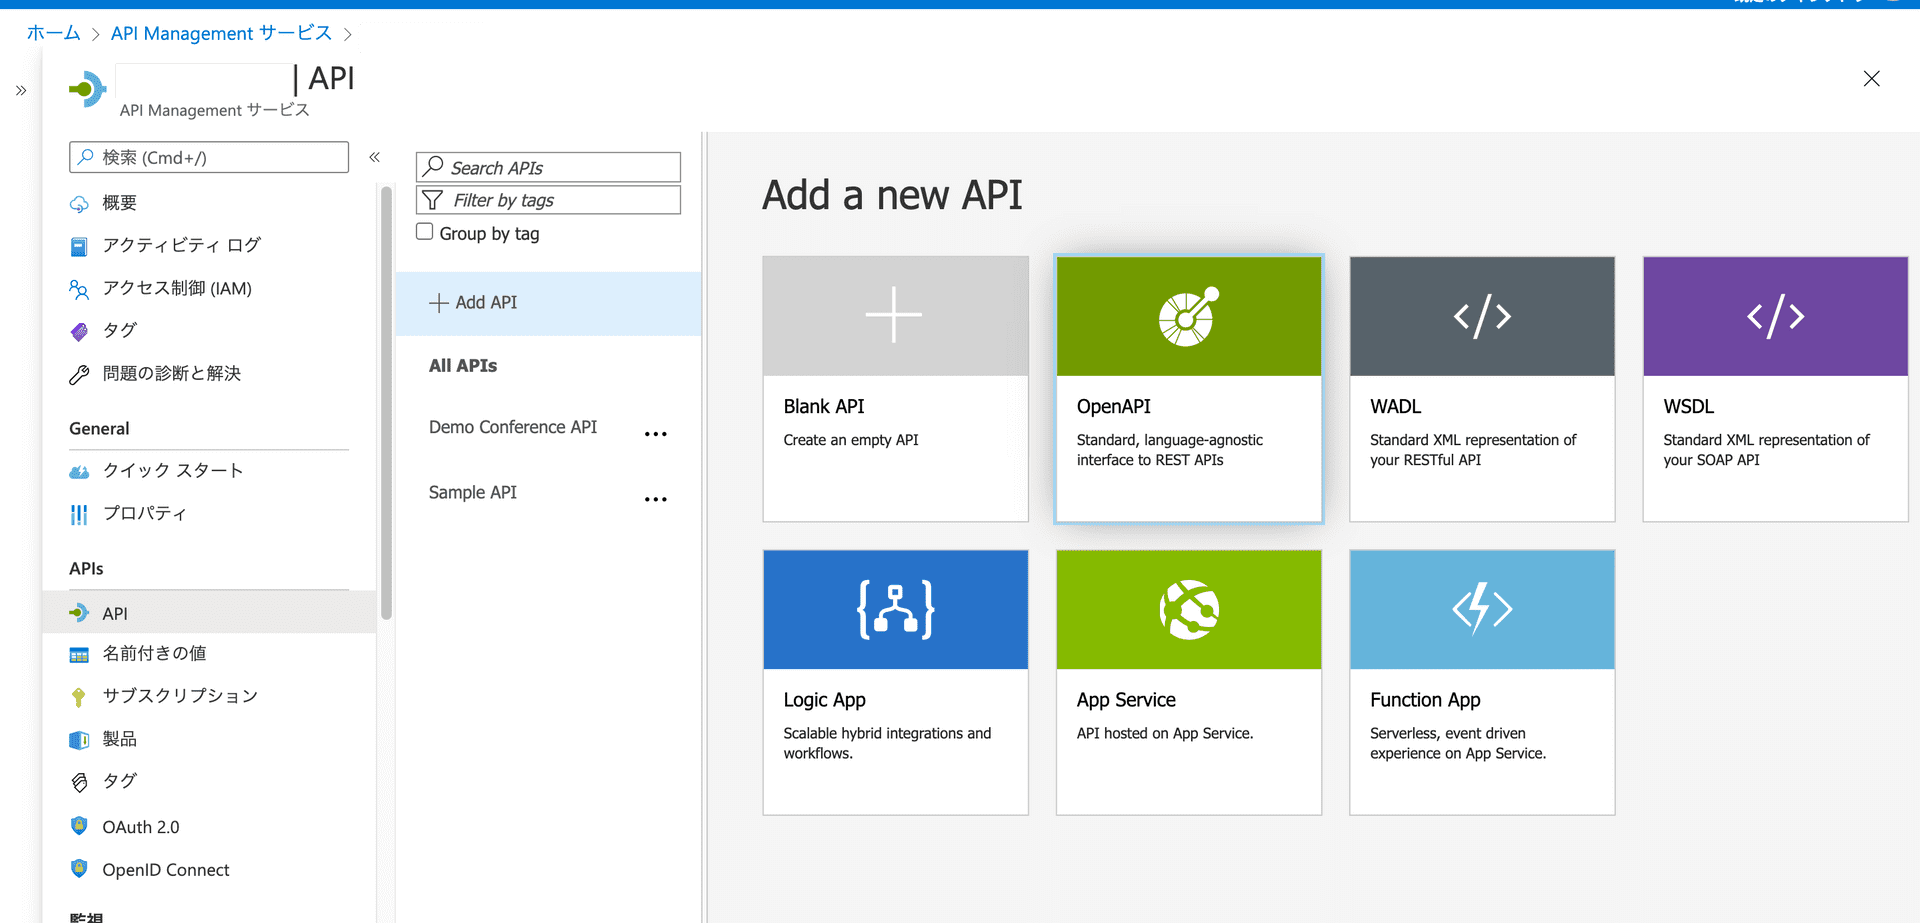 ホーム > API Management サービス >
| API
API Management サービス
検索 (Cmd+/)
概要
アクティビティ ログ
アクセス制御 (IAM)
タグ
問題の診断と解決
General
クイック スタート
プロパティ
APIs
API
名前付きの値
サブスクリプション
製品
タグ
OAuth 2.0
OpenID Connect
監視
Search APIs
Filter by tags
Group by tag
Add API
All APIs
Demo Conference API
Sample API
Add a new API
Blank API
Create an empty API
OpenAPI
Standard, language-agnostic
interface to REST APIs
WADL
Standard XML representation of
your RESTful API
WSDL
Standard XML representation of
your SOAP API
Logic App
Scalable hybrid integrations and
workflows.
App Service
API hosted on App Service.
Function App
Serverless, event driven
experience on App Service.